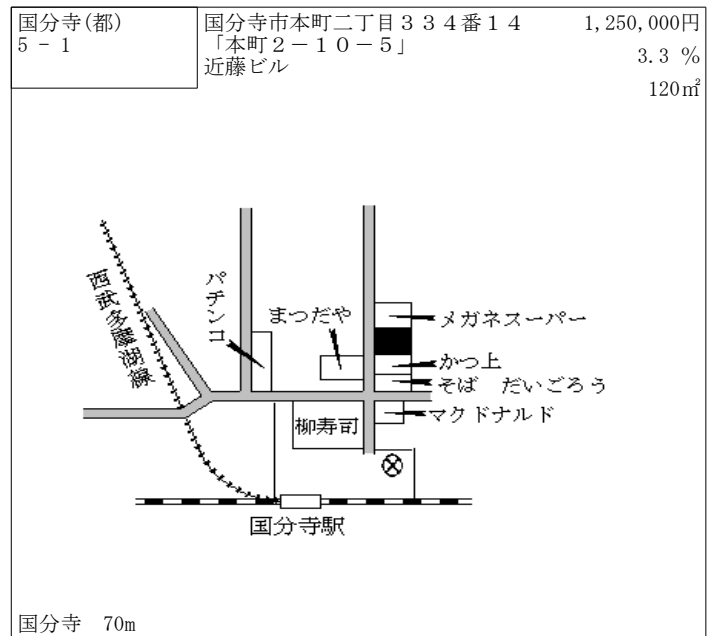 国分寺(都)
5 - 1
国分寺市本町二丁目３３４番１４
「本町２－１０－５」
近藤ビル
1,250,000円
3.3 %
120㎡
西武多摩湖線
パチンコ
まつだや
メガネスーパー
かつ上
そば だいごろう
マクドナルド
柳寿司
国分寺駅
国分寺 70m